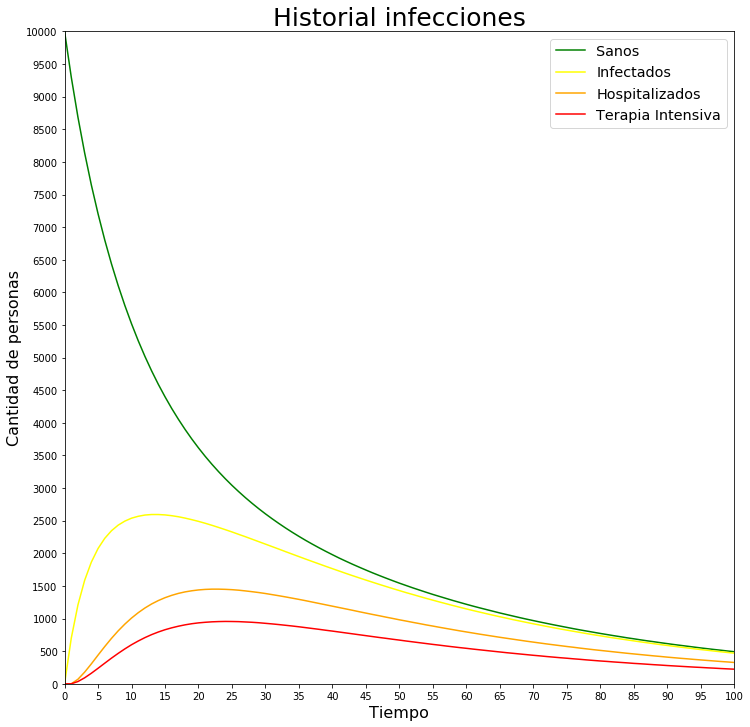 Historial infecciones
Sanos
Infectados
Hospitalizados
Terapia Intensiva
Cantidad de personas
10000
9500
9000
8500
8000
7500
7000
6500
6000
5500
5000
4500
4000
3500
3000
2500
2000
1500
1000
500
0
0 5 10 15 20 25 30 35 40 45 50 55 60 65 70 75 80 85 90 95 100
Tiempo